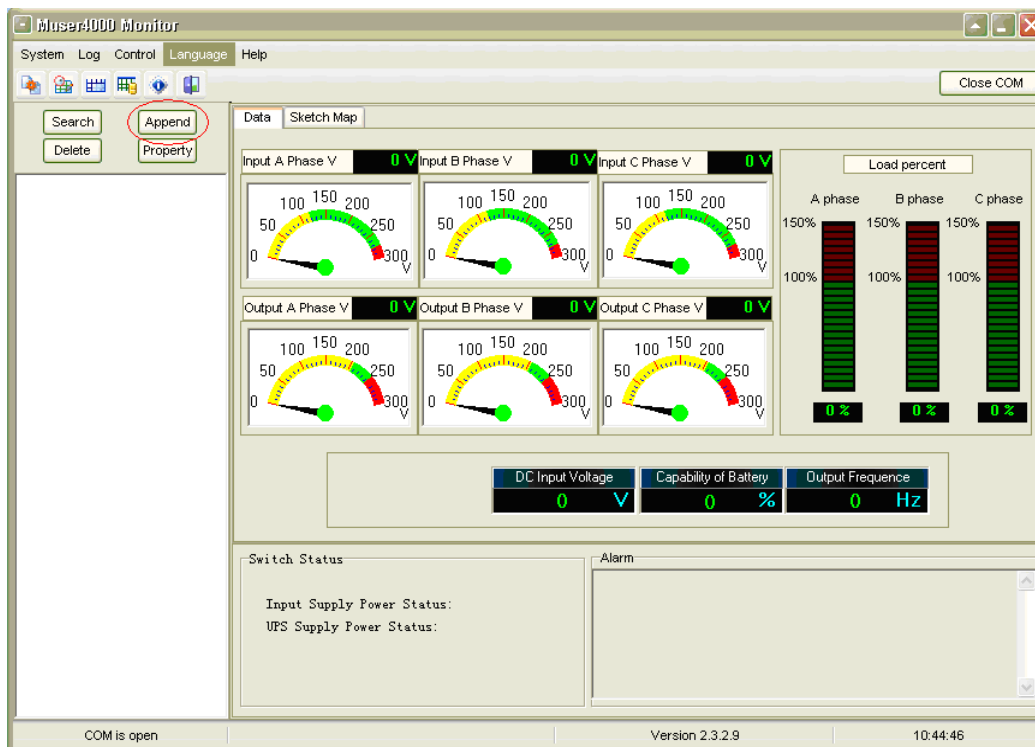 Muser4000 Monitor
System Log Control Language Help
Close COM
Search Append
Delete Property
Data Sketch Map
Input A Phase V 0 V Input B Phase V 0 V Input C Phase V 0 V
0 50 100 150 200 250 300 V
0 50 100 150 200 250 300 V
0 50 100 150 200 250 300 V
Output A Phase V 0 V Output B Phase V 0 V Output C Phase V 0 V
0 50 100 150 200 250 300 V
0 50 100 150 200 250 300 V
0 50 100 150 200 250 300 V
Load percent
A phase B phase C phase
150% 150% 150%
100% 100% 100%
0 % 0 % 0 %
DC Input Voltage Capability of Battery Output Frequence
0 V 0 % 0 Hz
Switch Status
Input Supply Power Status:
UPS Supply Power Status:
Alarm
COM is open Version 2.3.2.9 10:44:46